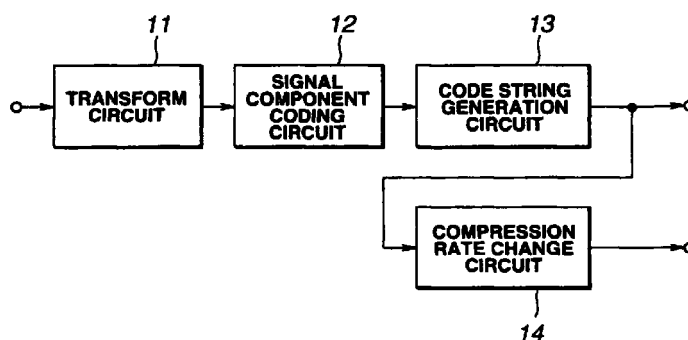 11
12
13
TRANSFORM
CIRCUIT
SIGNAL
COMPONENT
CODING
CIRCUIT
CODE STRING
GENERATION
CIRCUIT
COMPRESSION
RATE CHANGE
CIRCUIT
14